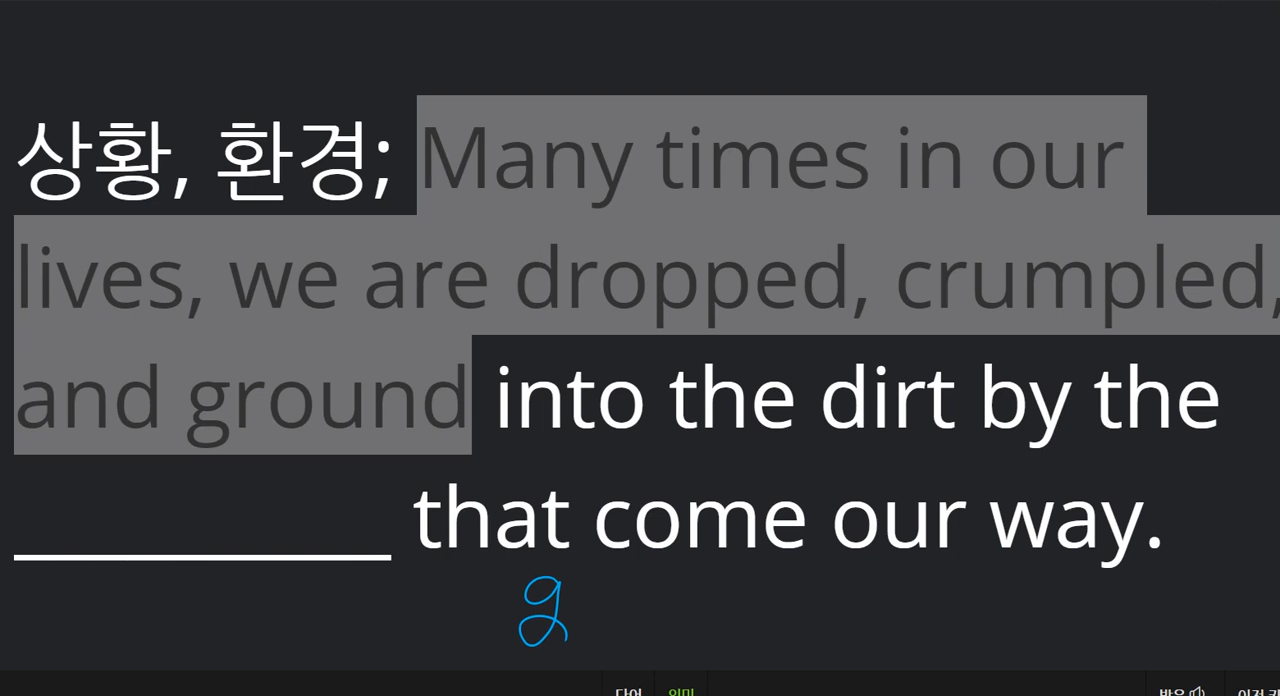 상황, 환경; Many times in our
lives, we are dropped, crumpled,
and ground into the dirt by the
__________ that come our way.
g